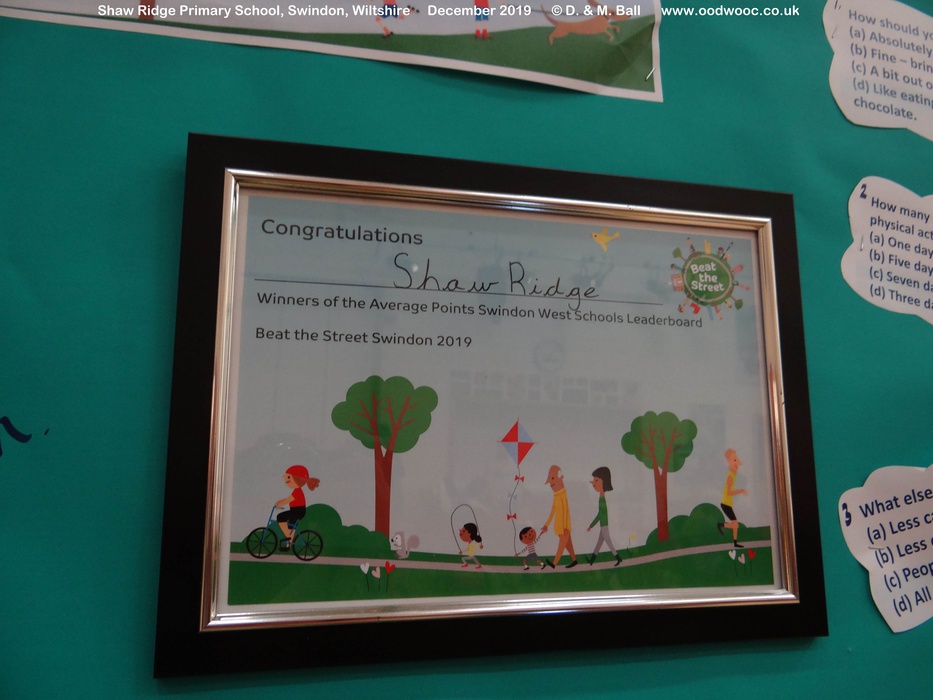 Shaw Ridge Primary School, Swindon, Wiltshire - December 2019 © D. & M. Ball www.oodwooc.co.uk
1.
How should yo
(a) Absolutely
(b) Fine – brin
(c) A bit out o
(d) Like eatin
chocolate.
Congratulations
Shaw Ridge
Winners of the Average Points Swindon West Schools Leaderboard
Beat the Street Swindon 2019
Beat
the
Street
2
How many
physical act
(a) One day
(b) Five day
(c) Seven da
(d) Three d
3
What else
(a) Less ca
(b) Less
(c) Peop
(d) All